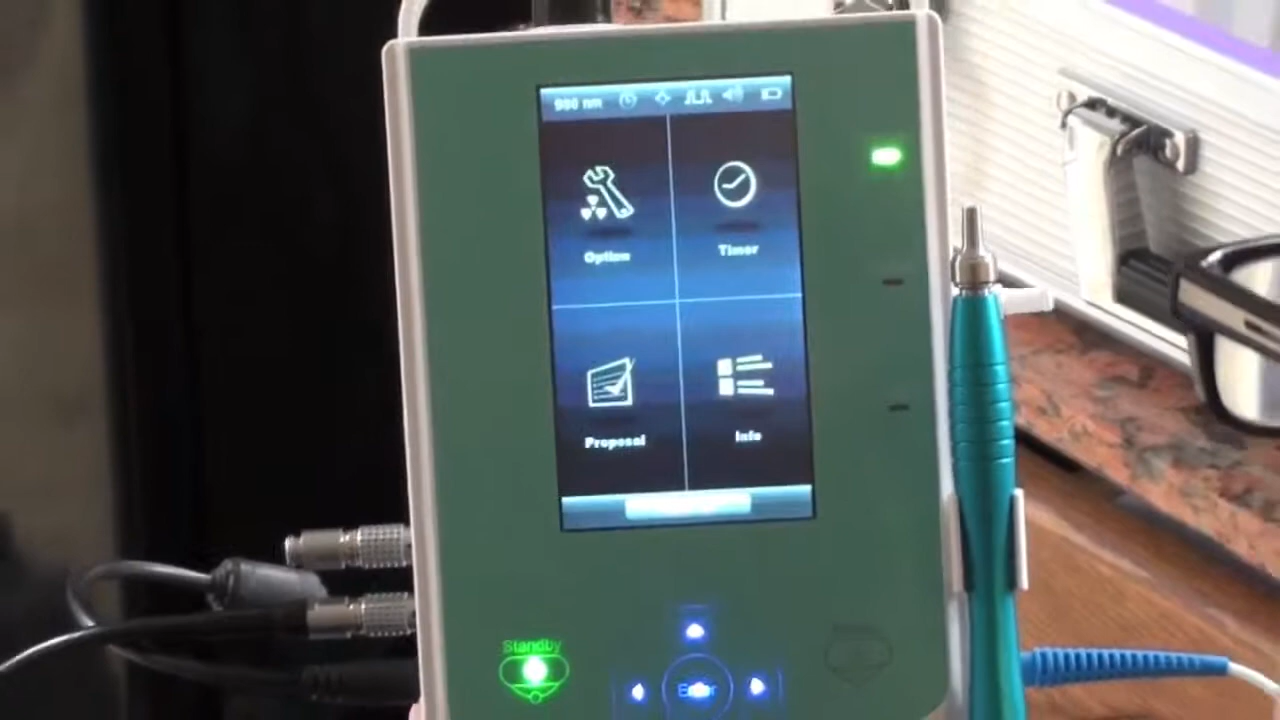 980 nm
Option
Timer
Proposal
Info
Standby
Enter